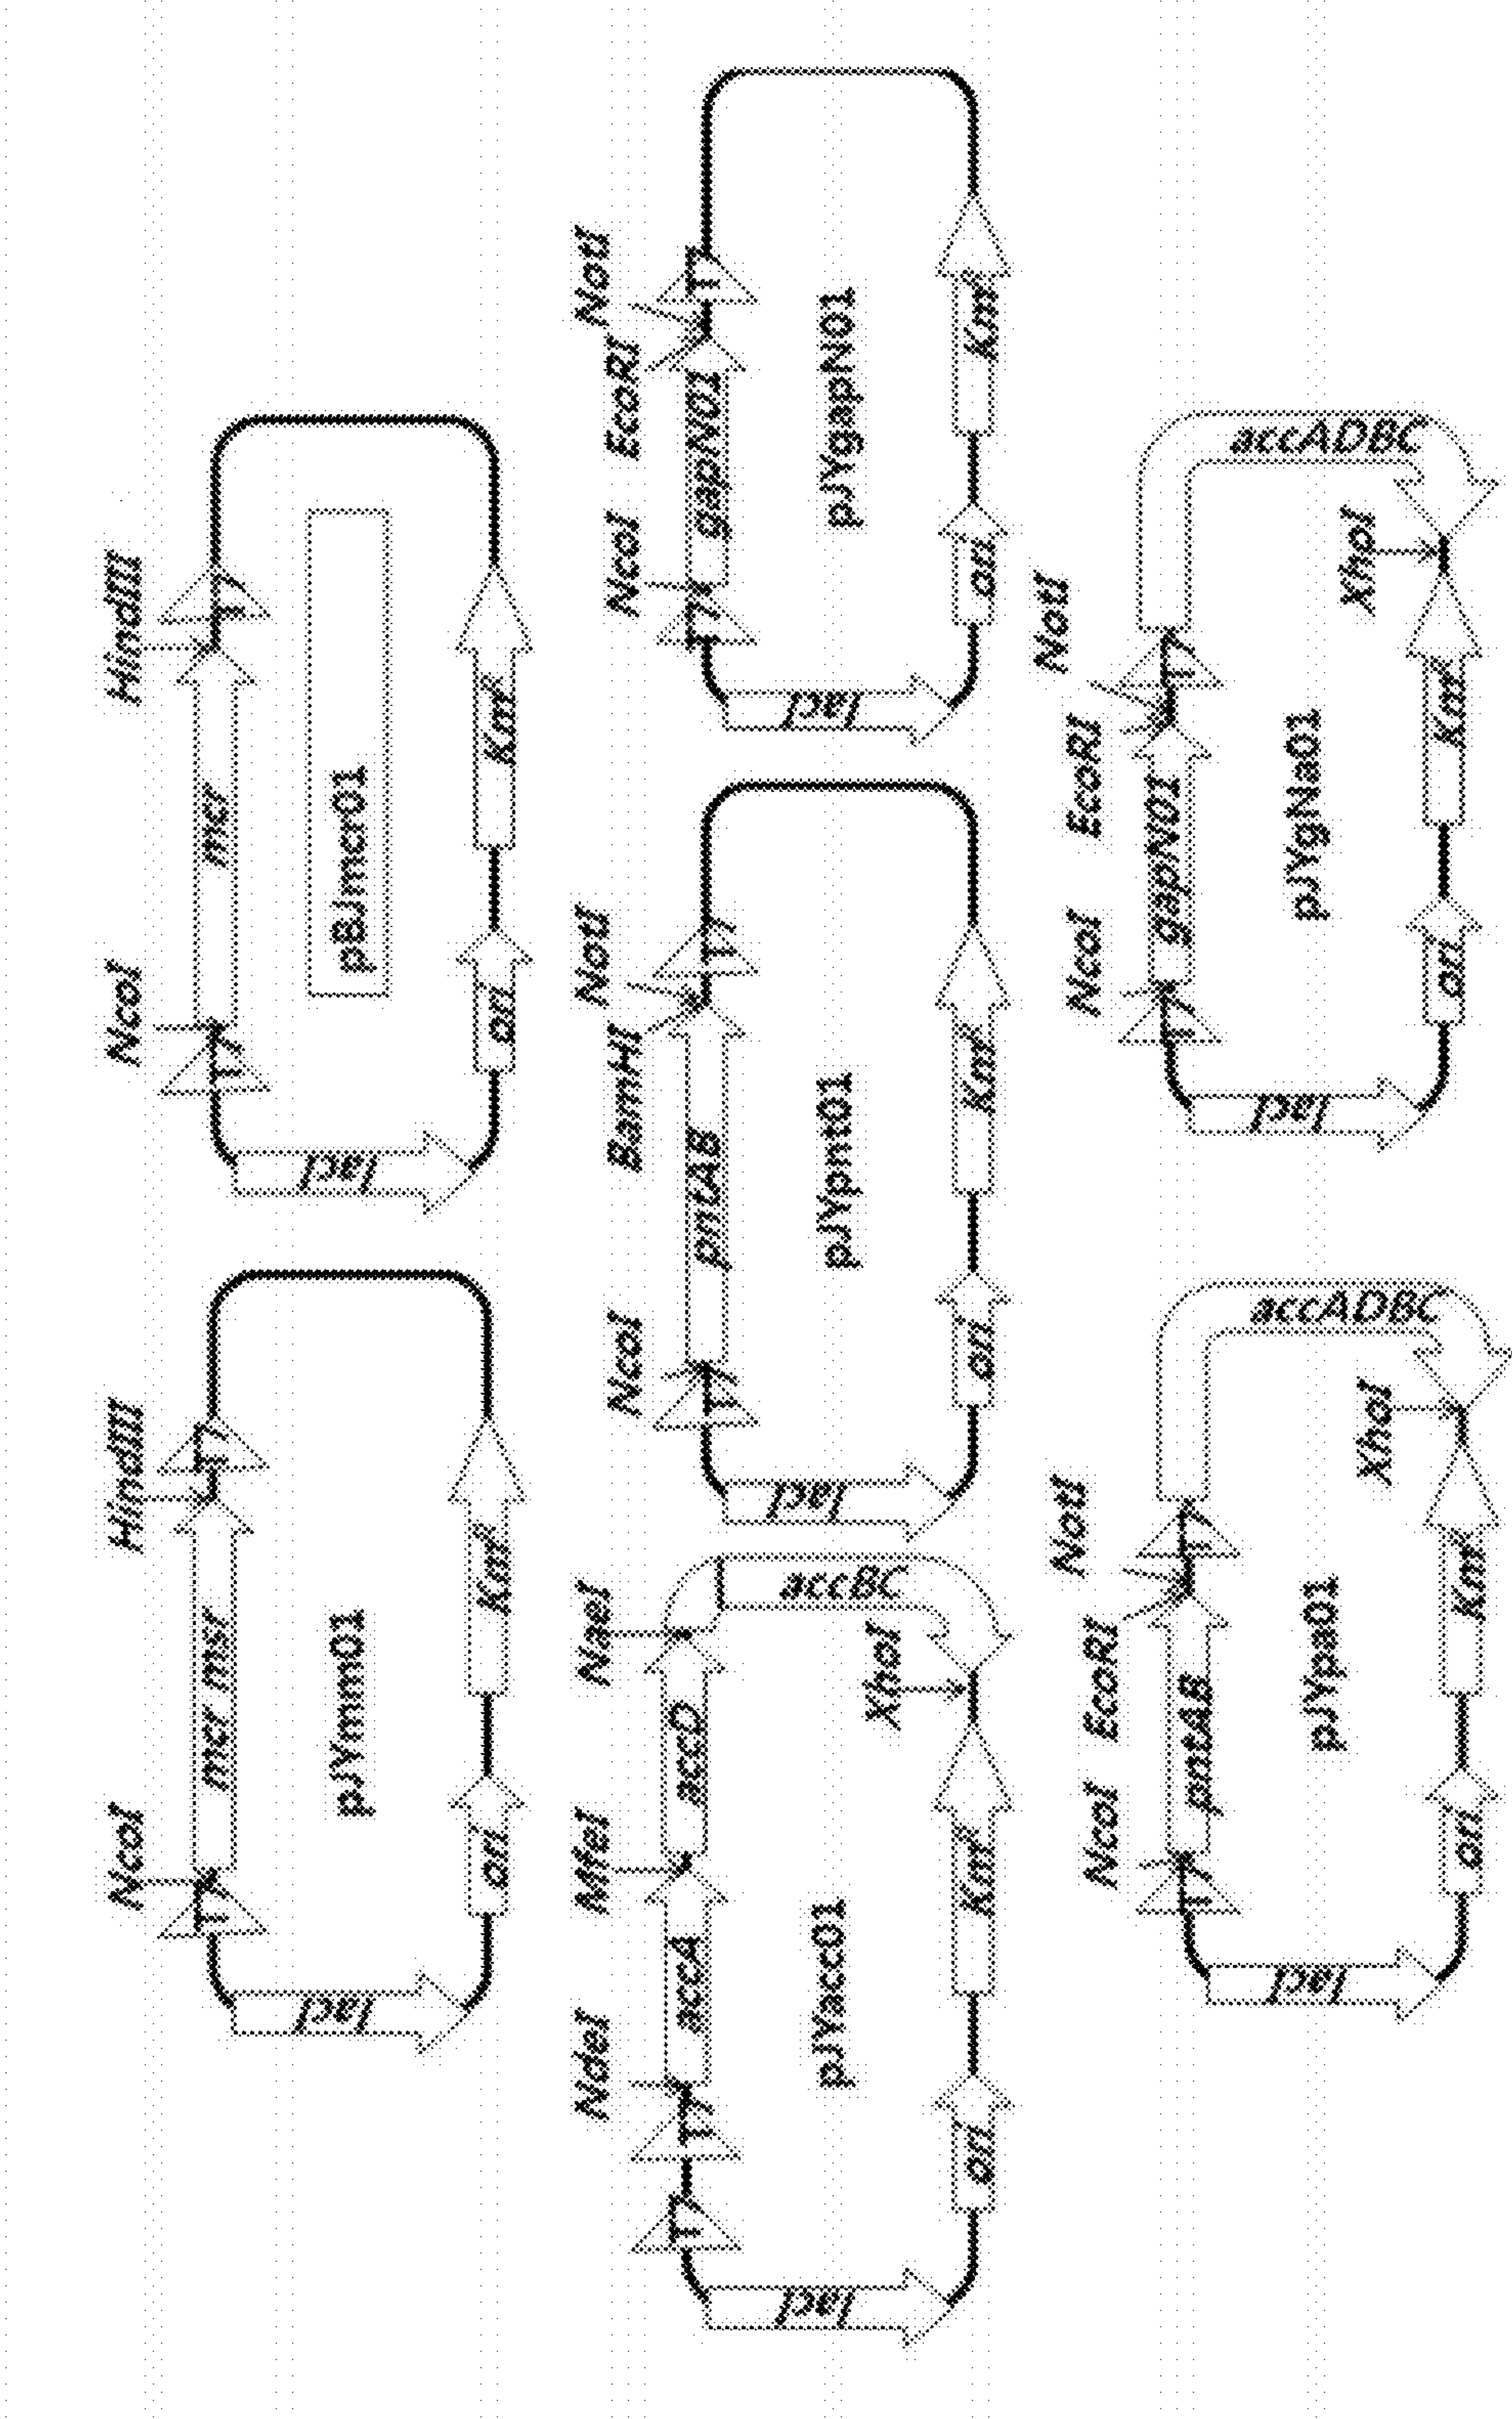 NcoI HindIII
T7 mcr msr T7
lacI
pJYmm01
ori Kmr
NcoI HindIII
T7 mcr T7
lacI
pBJmcr01
ori Kmr
NdeI MfeI NaeI
T7 T7 accA accD
lacI accBC
pJYacc01
XhoI
ori Kmr
NcoI BamHI NotI
T7 pntAB T7
lacI
pJYpnt01
ori Kmr
NcoI EcoRI NotI
T7 gapN01 T7
lacI
pJYgapN01
ori Kmr
NcoI EcoRI NotI
T7 pntAB T7
lacI accADBC
pJYpa01
XhoI
ori Kmr
NcoI EcoRI NotI
T7 gapN01 T7
lacI accADBC
pJYgNa01
XhoI
ori Kmr